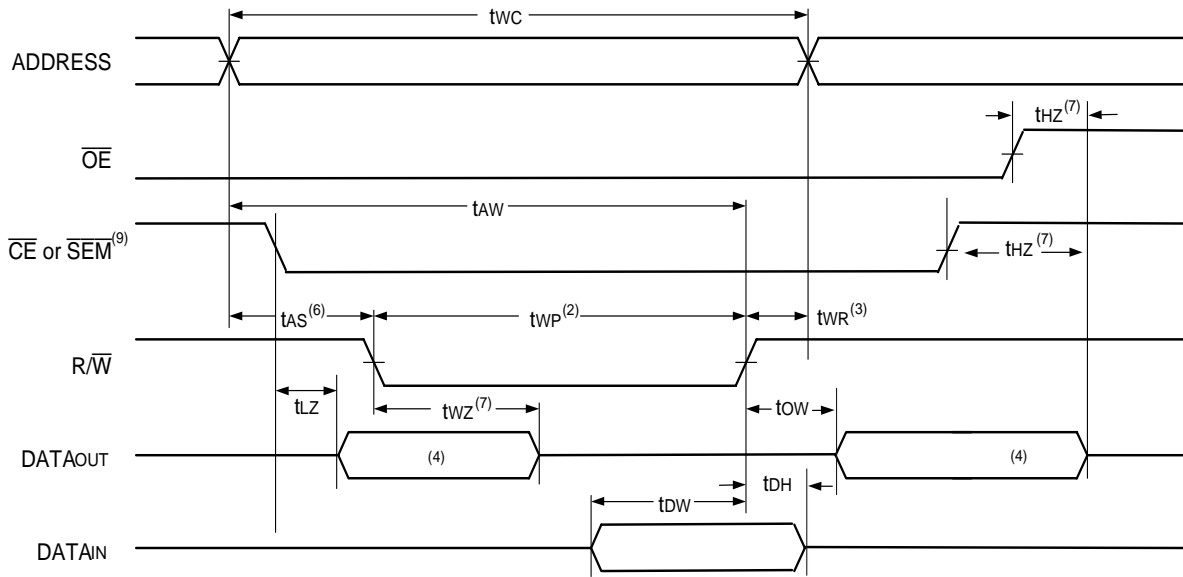 tWC
ADDRESS
tHZ(7)
OE
tAW
CE or SEM(9)
tHZ(7)
tAS(6)
tWP(2)
tWR(3)
R/W
tLZ
tWZ(7)
tOW
DATAOUT
(4)
(4)
tDW
tDH
DATAIN